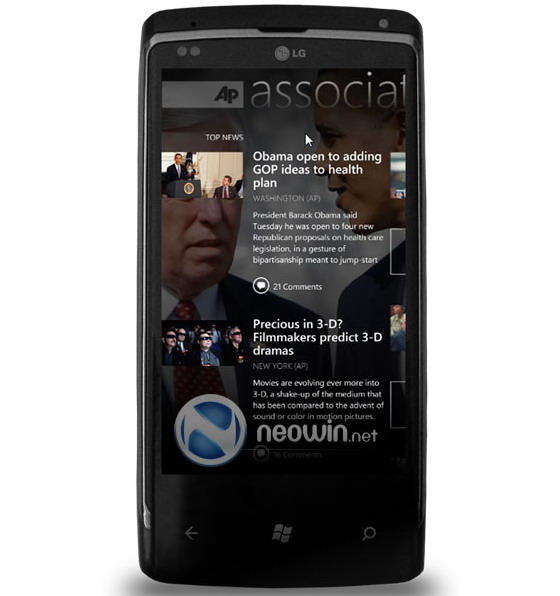 LG
AP associat
TOP NEWS
Obama open to adding
GOP ideas to health
plan
WASHINGTON (AP)
President Barack Obama said
Tuesday he was open to four new
Republican proposals on health care
legislation, in a gesture of
bipartisanship meant to jump-start
21 Comments
Precious in 3-D?
Filmmakers predict 3-D
dramas
NEW YORK (AP)
Movies are evolving ever more into
3-D, a shake-up of the medium that
has been compared to the advent of
sound or color in motion pictures.
neowin.net
16 Comments